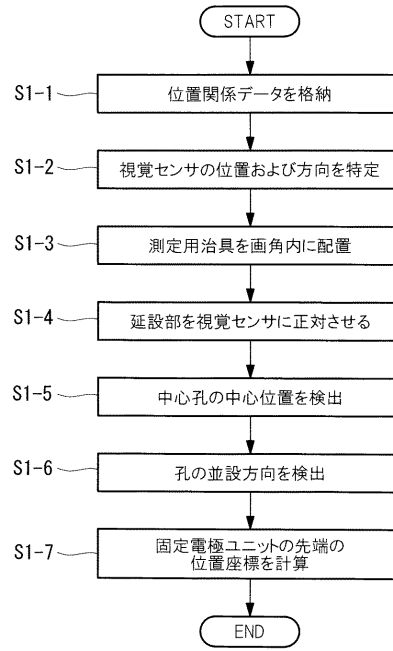 START
S1-1
位置関係データを格納
S1-2
視覚センサの位置および方向を特定
S1-3
測定用治具を画角内に配置
S1-4
延設部を視覚センサに正対させる
S1-5
中心孔の中心位置を検出
S1-6
孔の並設方向を検出
S1-7
固定電極ユニットの先端の
位置座標を計算
END